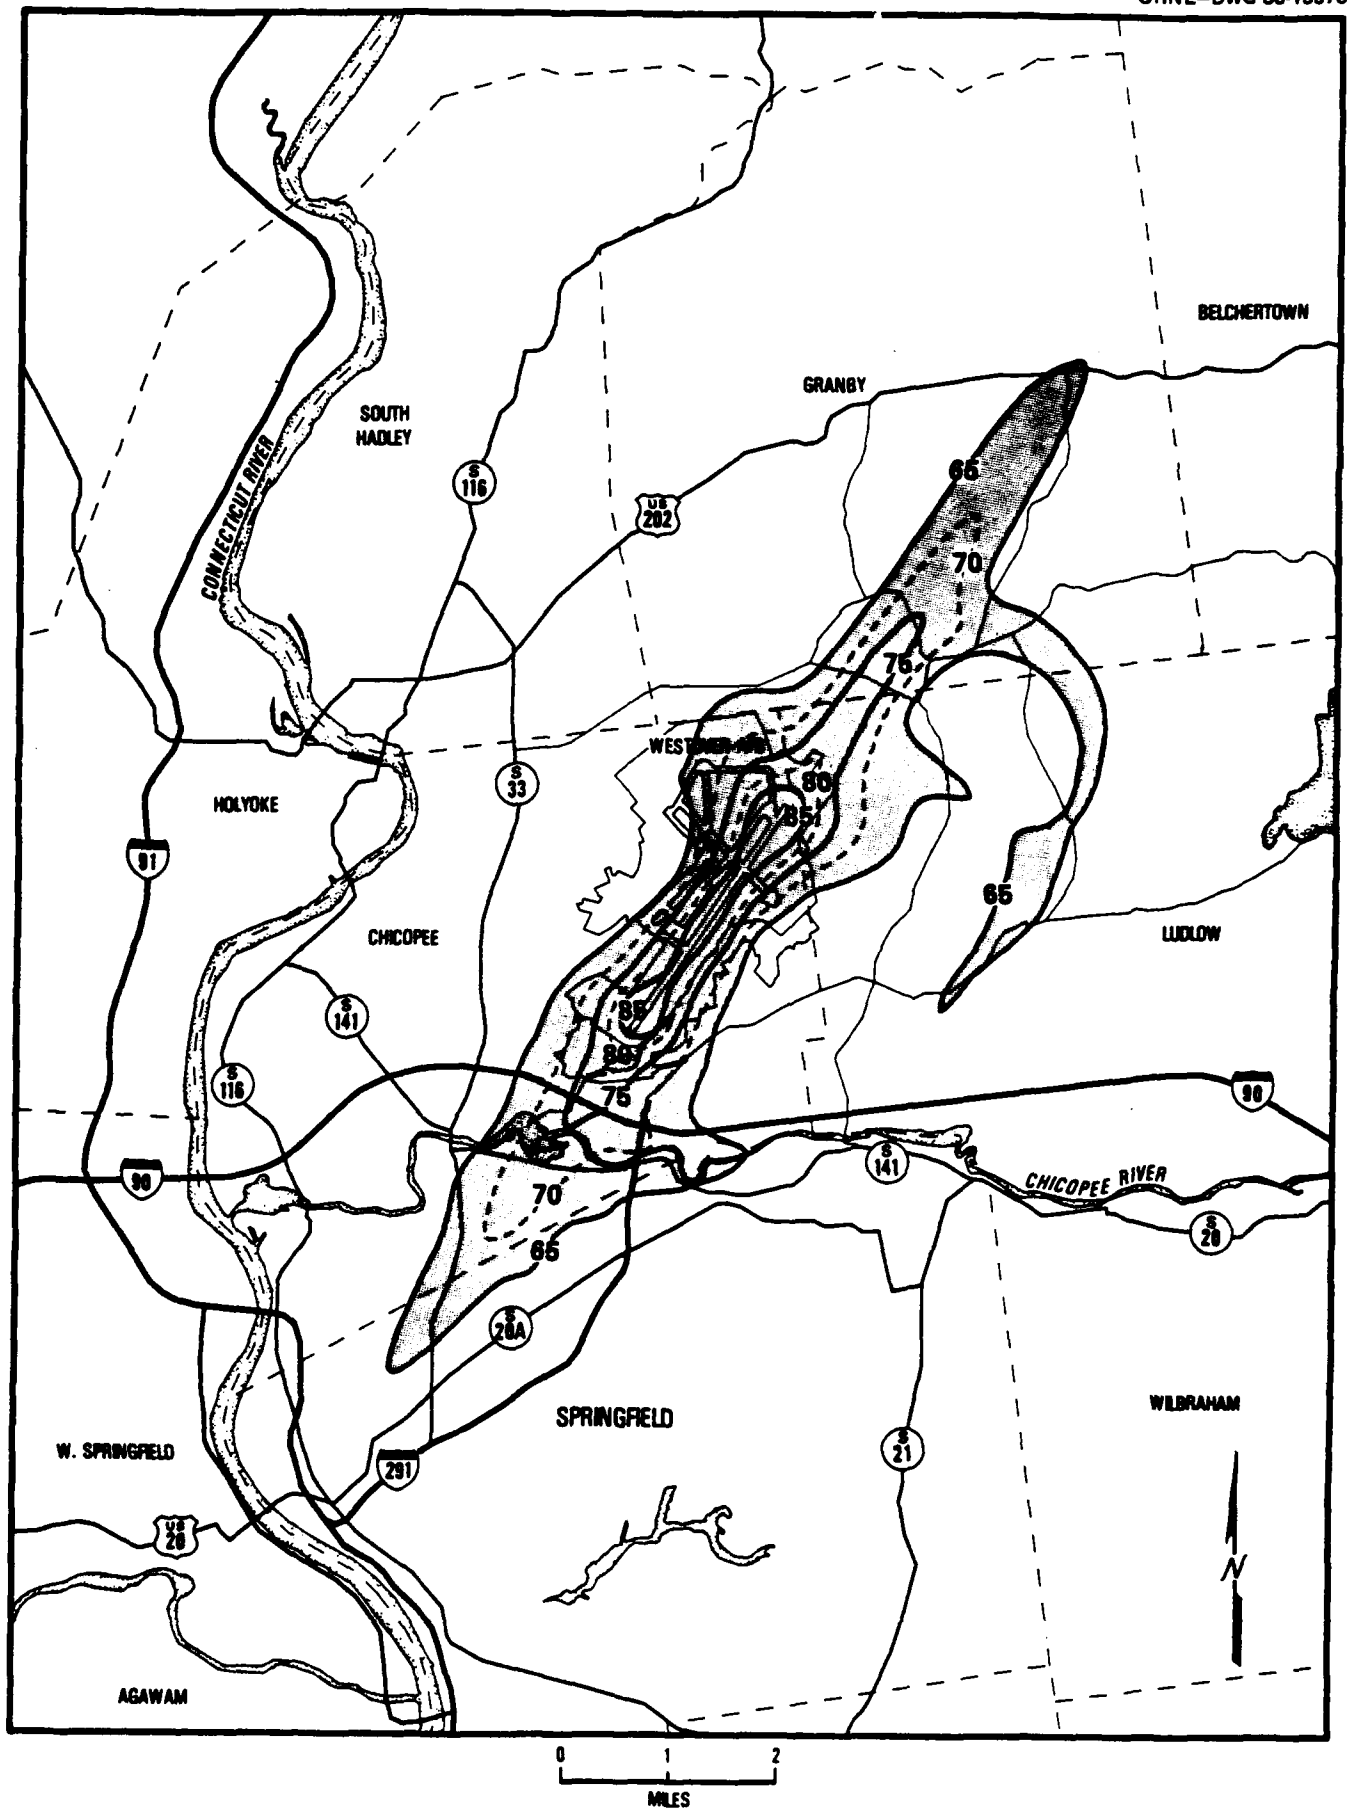 BELCHERTOWN
GRANBY
SOUTH
HADLEY
65
S
116
CONNECTICUT RIVER
US
202
70
75
WESTOVER AFB
80
S
33
HOLYOKE
85
91
65
CHICOPEE
LUDLOW
S
141
85
80
S
116
75
90
S
141
90
CHICOPEE RIVER
70
S
20
65
S
20A
WILBRAHAM
SPRINGFIELD
W. SPRINGFIELD
S
21
291
US
20
N
AGAWAM
0 1 2
MILES